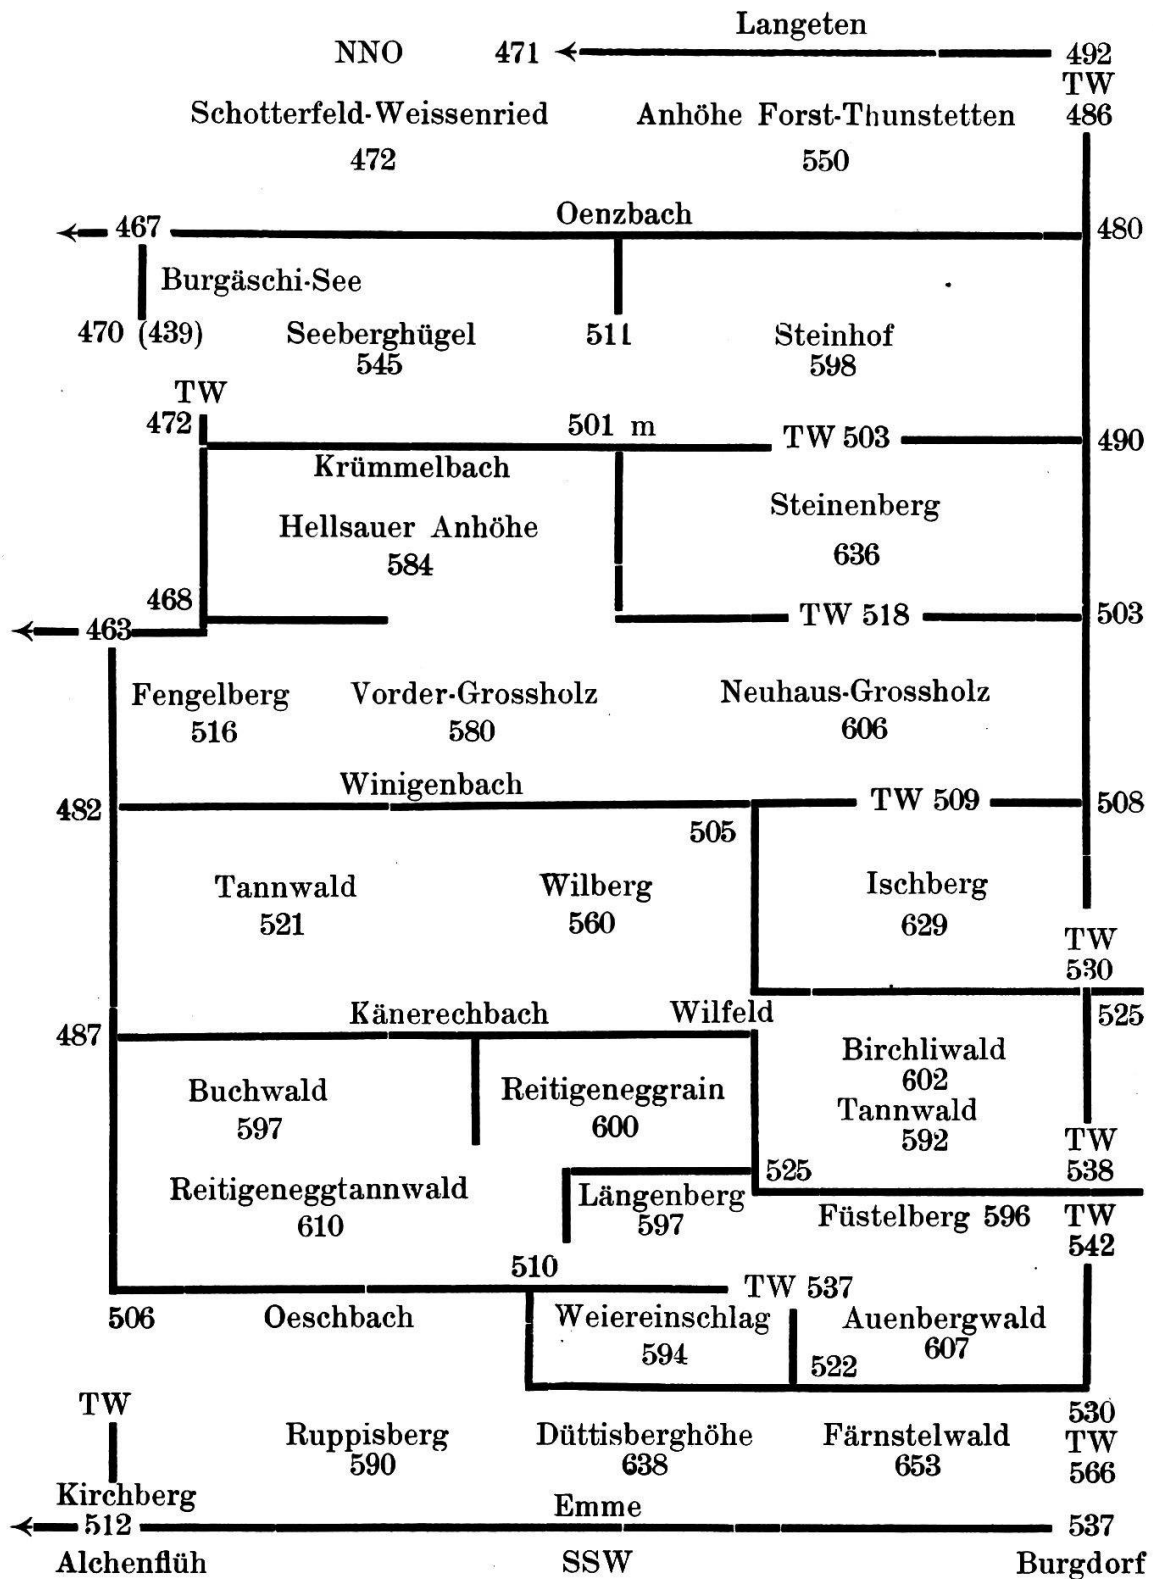 Langeten
NNO 471 492
TW
Schotterfeld-Weissenried Anhöhe Forst-Thunstetten 486
472 550
Oenzbach
467 480
Burgäschi-See
470 (439) Seeberghügel 511 Steinhof
545 598
TW
472 501 m TW 503 490
Krümmelbach
Steinenberg
Hellsauer Anhöhe
584 636
468
463 TW 518 503
Fengelberg Vorder-Grossholz Neuhaus-Grossholz
516 580 606
Winigenbach
482 TW 509 508
505
Tannwald Wilberg Ischberg
521 560 629
TW
530
Känerechbach Wilfeld 525
487
Birchliwald
602
Buchwald Reitigeneggrain Tannwald
597 600 592 TW
525 538
Reitigeneggtannwald Längenberg
610 597 Füstelberg 596 TW
542
510 TW 537
506 Oeschbach Weiereinschlag Auenbergwald
594 522 607
TW 530
Ruppisberg Düttisberghöhe Färnstelwald TW
590 638 653 566
Kirchberg Emme
512 537
Alchenflüh SSW Burgdorf